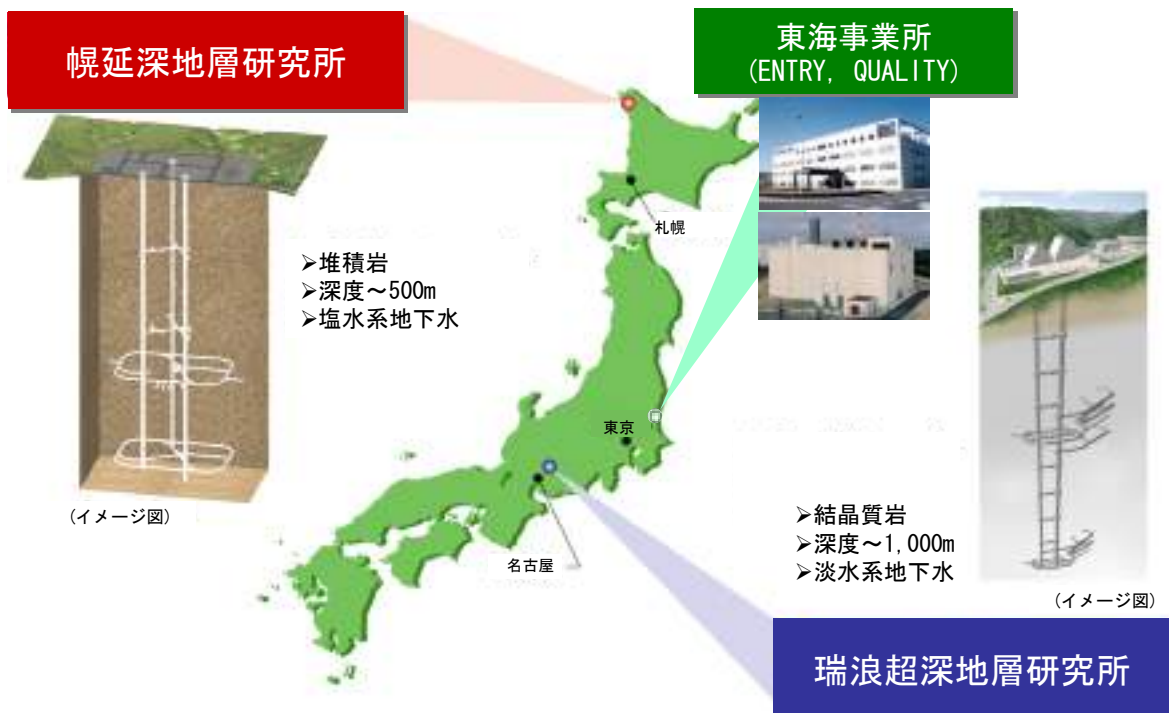 幌延深地層研究所
東海事業所
(ENTRY, QUALITY)
札幌
➢堆積岩
➢深度～500m
➢塩水系地下水
東京
(イメージ図)
名古屋
➢結晶質岩
➢深度～1,000m
➢淡水系地下水
(イメージ図)
瑞浪超深地層研究所